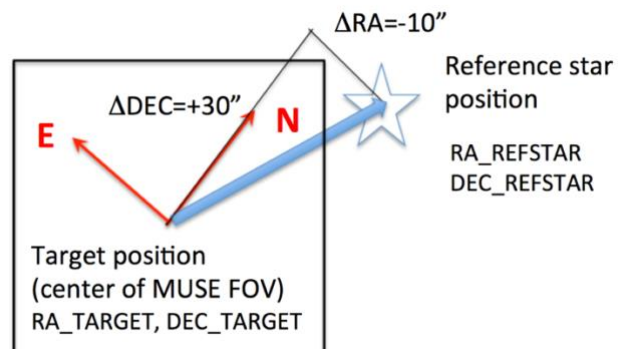 ΔRA=-10”
Reference star
position
ΔDEC=+30”
N
E
RA_REFSTAR
DEC_REFSTAR
Target position
(center of MUSE FOV)
RA_TARGET, DEC_TARGET